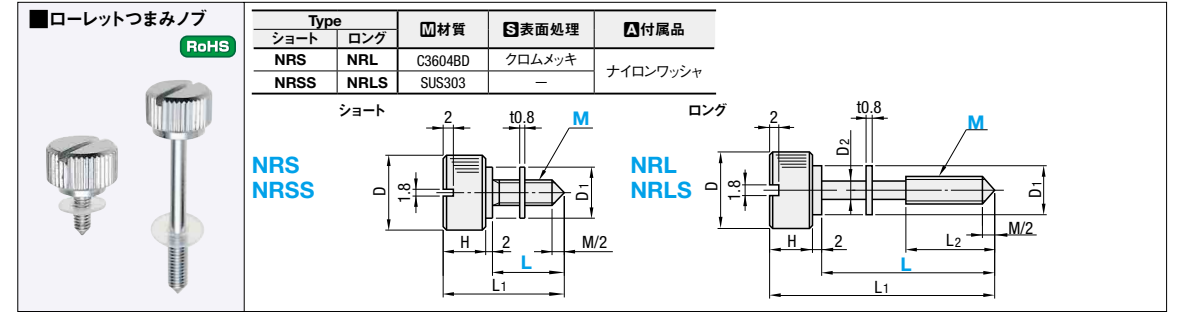 ■ローレットつまみノブ
RoHS
Type
ショート ロング M材質 S表面処理 A付属品
NRS NRL C3604BD クロムメッキ ナイロンワッシャ
NRSS NRLS SUS303 －
ショート
2 t0.8 M
NRS
NRSS
D 1.8 D1
H 2 M/2
L
L1
ロング
2 t0.8 M
D2
NRL
NRLS
D 1.8 D1
H 2 L2 M/2
L
L1